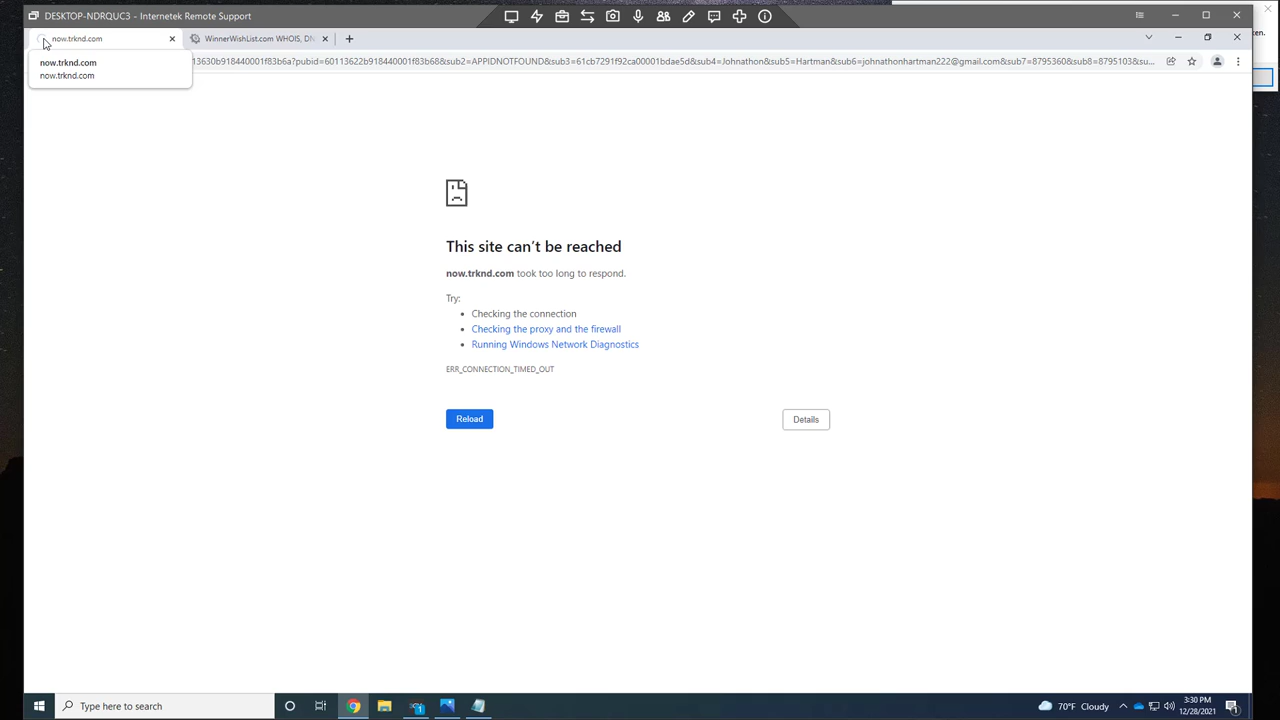 DESKTOP-NDRQUC3 - Internetek Remote Support
now.trknd.com
WinnerWishList.com WHOIS, DN
now.trknd.com
now.trknd.com
13630b918440001f83b6a?pubid=60113622b918440001f83b68&sub2=APPIDNOTFOUND&sub3=61cb7291f92ca00001bdae5d&sub4=Johnathon&sub5=Hartman&sub6=johnathonhartman222@gmail.com&sub7=8795360&sub8=8795103&su...
This site can't be reached
now.trknd.com took too long to respond.
Try:
• Checking the connection
• Checking the proxy and the firewall
• Running Windows Network Diagnostics
ERR_CONNECTION_TIMED_OUT
Reload
Details
Type here to search
70°F Cloudy
3:30 PM
12/28/2021